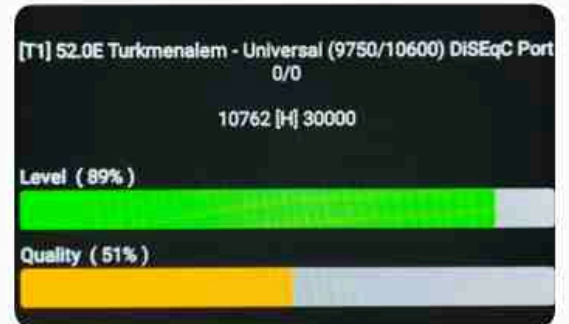 [T1] 52.0E Turkmenalem - Universal (9750/10600) DiSEqC Port
0/0
10762 [H] 30000
Level ( 89% )
Quality ( 51% )